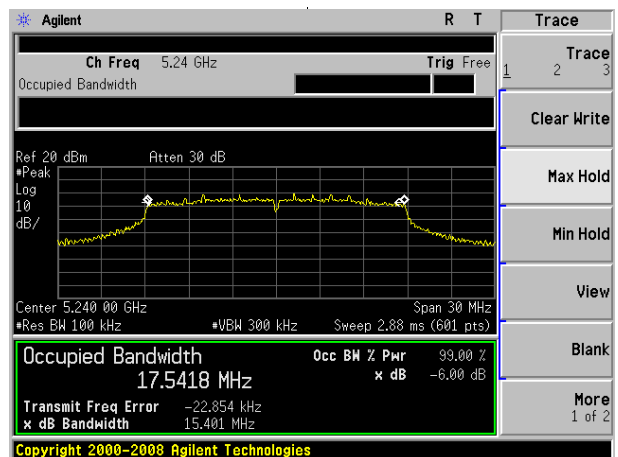 Agilent R T Trace
Ch Freq 5.24 GHz Trig Free
Occupied Bandwidth
Trace
1 2 3
Clear Write
Max Hold
Min Hold
View
Blank
More
1 of 2
Ref 20 dBm Atten 30 dB
#Peak
Log
10
dB/
Center 5.240 00 GHz Span 30 MHz
#Res BW 100 kHz #VBW 300 kHz Sweep 2.88 ms (601 pts)
Occupied Bandwidth Occ BW % Pwr 99.00 %
17.5418 MHz x dB -6.00 dB
Transmit Freq Error -22.854 kHz
x dB Bandwidth 15.401 MHz
Copyright 2000-2008 Agilent Technologies